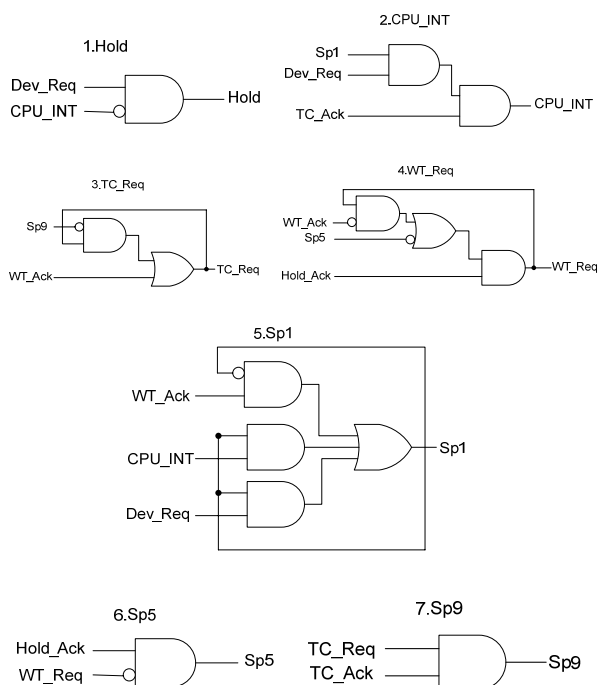 1.Hold
Dev_Req
CPU_INT
Hold
2.CPU_INT
Sp1
Dev_Req
TC_Ack
CPU_INT
3.TC_Req
Sp9
WT_Ack
TC_Req
4.WT_Req
WT_Ack
Sp5
Hold_Ack
WT_Req
5.Sp1
WT_Ack
CPU_INT
Dev_Req
Sp1
6.Sp5
Hold_Ack
WT_Req
Sp5
7.Sp9
TC_Req
TC_Ack
Sp9